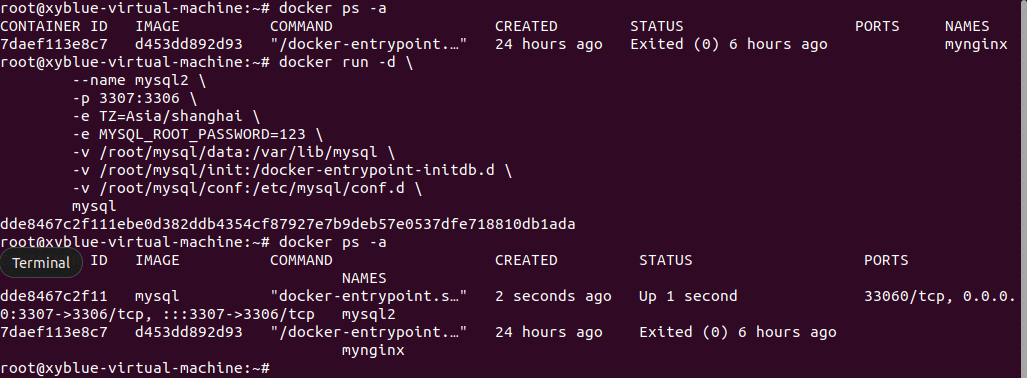 root@xyblue-virtual-machine:~# docker ps -a
CONTAINER ID   IMAGE          COMMAND                  CREATED        STATUS                   PORTS     NAMES
7daef113e8c7   d453dd892d93   "/docker-entrypoint.…"   24 hours ago   Exited (0) 6 hours ago             mynginx
root@xyblue-virtual-machine:~# docker run -d \
        --name mysql2 \
        -p 3307:3306 \
        -e TZ=Asia/shanghai \
        -e MYSQL_ROOT_PASSWORD=123 \
        -v /root/mysql/data:/var/lib/mysql \
        -v /root/mysql/init:/docker-entrypoint-initdb.d \
        -v /root/mysql/conf:/etc/mysql/conf.d \
        mysql
dde8467c2f111ebe0d382ddb4354cf87927e7b9deb57e0537dfe718810db1ada
root@xyblue-virtual-machine:~# docker ps -a
Terminal ID   IMAGE          COMMAND                  CREATED         STATUS                   PORTS
                                      NAMES
dde8467c2f11   mysql          "docker-entrypoint.s…"   2 seconds ago   Up 1 second              33060/tcp, 0.0.0.
0:3307->3306/tcp, :::3307->3306/tcp   mysql2
7daef113e8c7   d453dd892d93   "/docker-entrypoint.…"   24 hours ago    Exited (0) 6 hours ago
                                      mynginx
root@xyblue-virtual-machine:~#